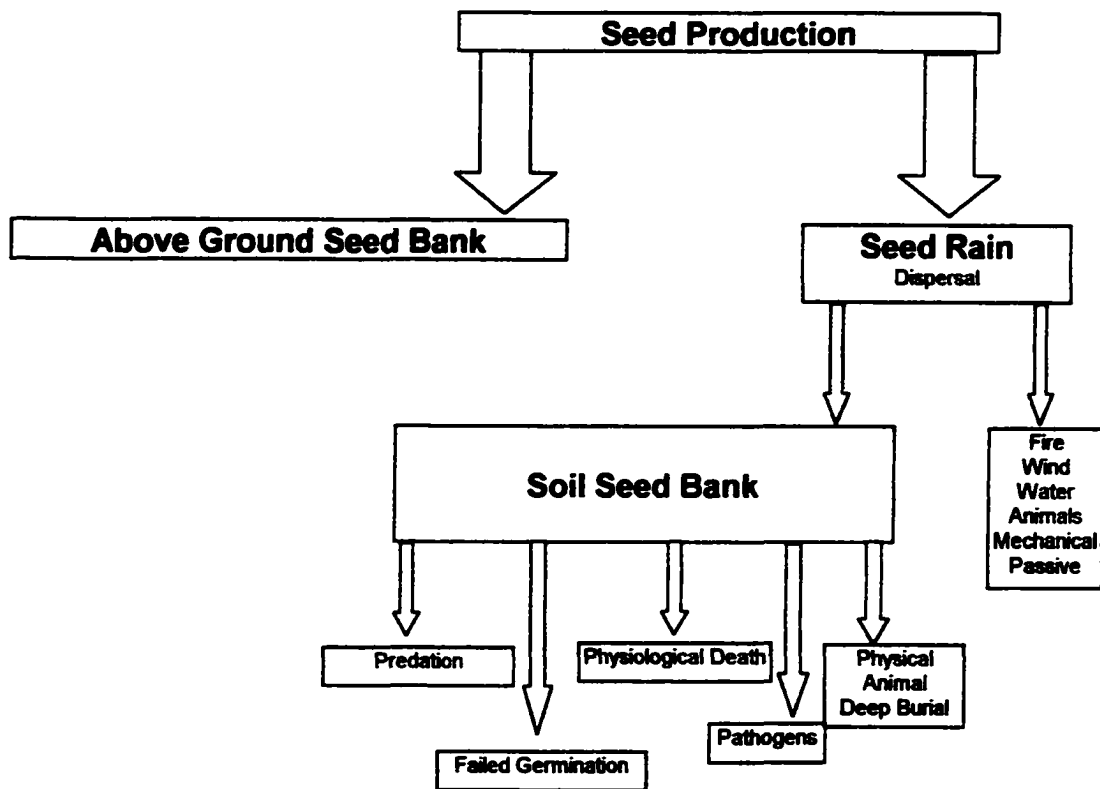 Seed Production
Above Ground Seed Bank
Seed Rain
Dispersal
Soil Seed Bank
Fire
Wind
Water
Animals
Mechanical
Passive
Predation
Physiological Death
Physical
Animal
Deep Burial
Pathogens
Failed Germination